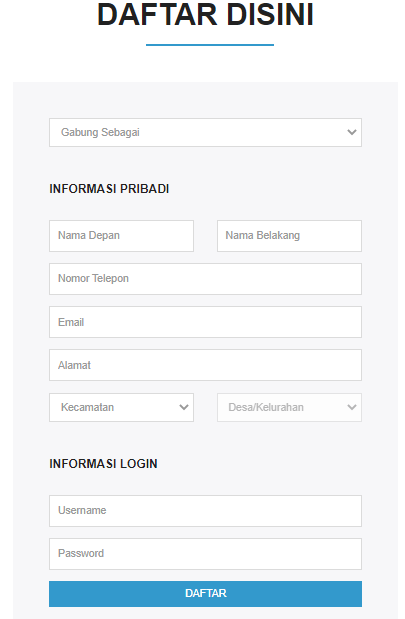 DAFTAR DISINI
Gabung Sebagai
INFORMASI PRIBADI
Nama Depan Nama Belakang
Nomor Telepon
Email
Alamat
Kecamatan Desa/Kelurahan
INFORMASI LOGIN
Username
Password
DAFTAR